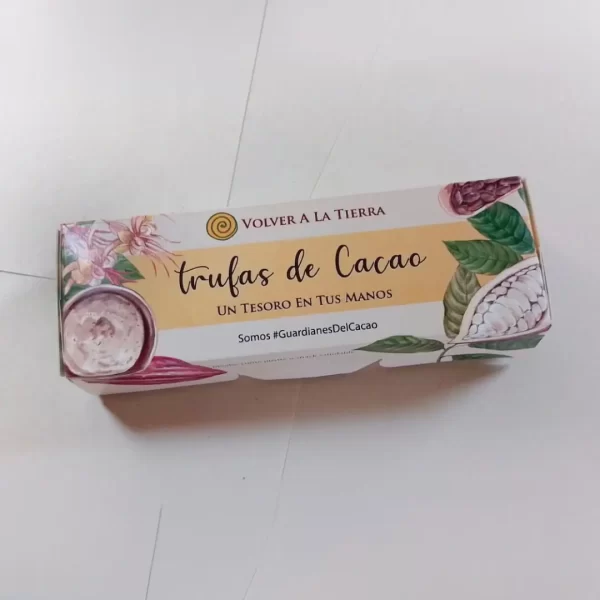 VOLVER A LA TIERRA
trufas de Cacao
UN TESORO EN TUS MANOS
Somos #GuardianesDelCacao